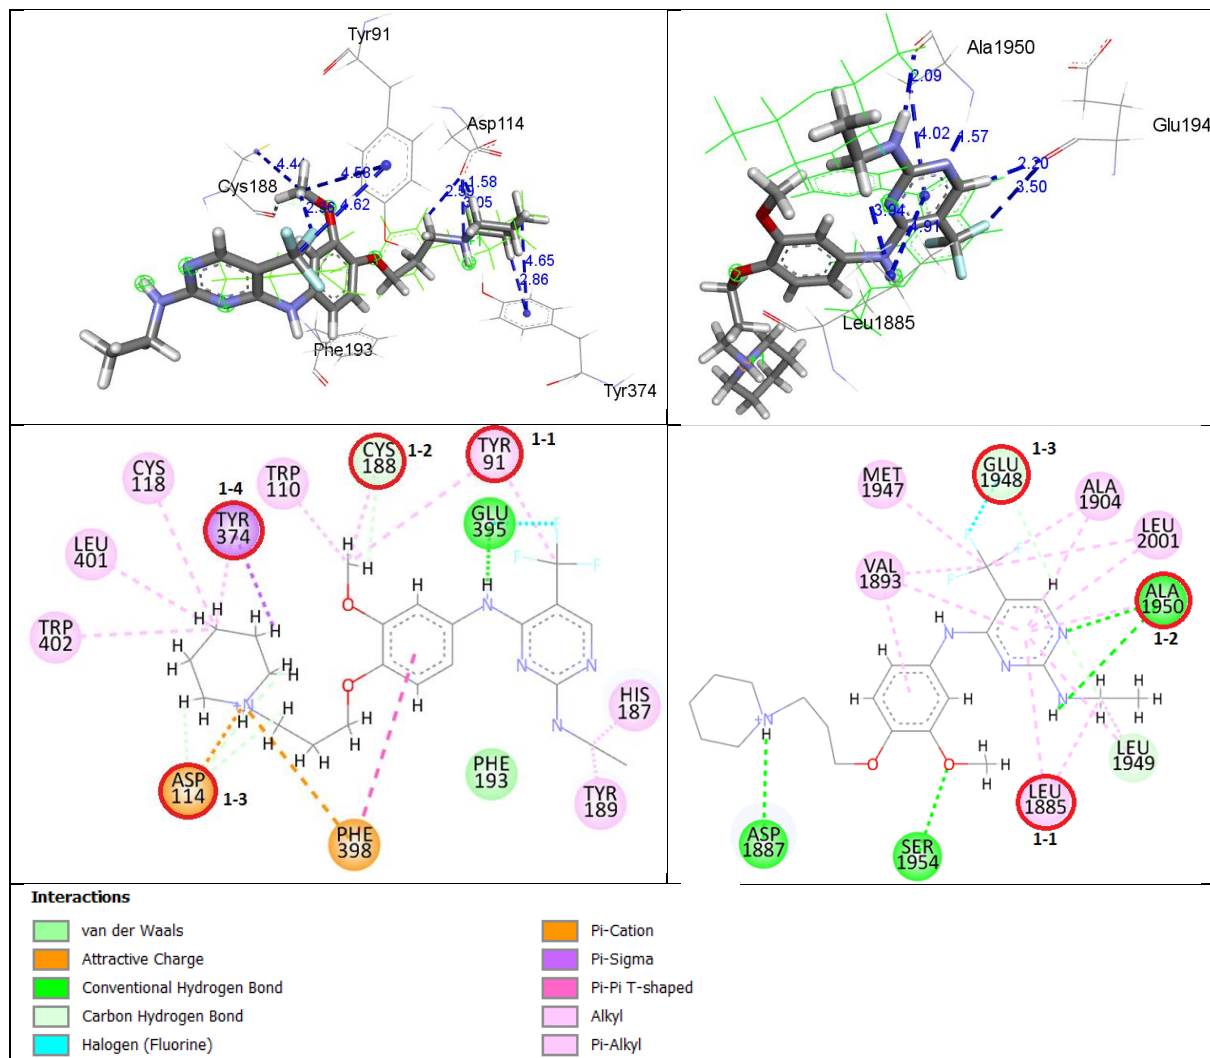 Tyr91
Asp114
4.44
4.58
1.58
2.59
3.05
Cys188
2.96
4.62
4.65
2.86
Phe193
Tyr374
Ala1950
2.09
Glu194
4.02
1.57
2.20
3.50
3.94
4.91
Leu1885
CYS
118
1-4
TYR
374
TRP
110
CYS
188
1-2
TYR
91
1-1
GLU
395
LEU
401
TRP
402
H
H
F
F
F
H
O
H
N
H
H
H
H
H
H
H
H
H
H
H
N
+
H
H
H
H
H
H
O
H
N
N
N
H
HIS
187
ASP
114
1-3
PHE
193
TYR
189
PHE
398
1-3
GLU
1948
MET
1947
ALA
1904
LEU
2001
VAL
1893
F
F
F
ALA
1950
1-2
H
H
N
N
N
N
H
H
H
H
H
H
N+
H
O
O
H
H
H
LEU
1949
LEU
1885
1-1
ASP
1887
SER
1954
Interactions
van der Waals
Attractive Charge
Conventional Hydrogen Bond
Carbon Hydrogen Bond
Halogen (Fluorine)
Pi-Cation
Pi-Sigma
Pi-Pi T-shaped
Alkyl
Pi-Alkyl